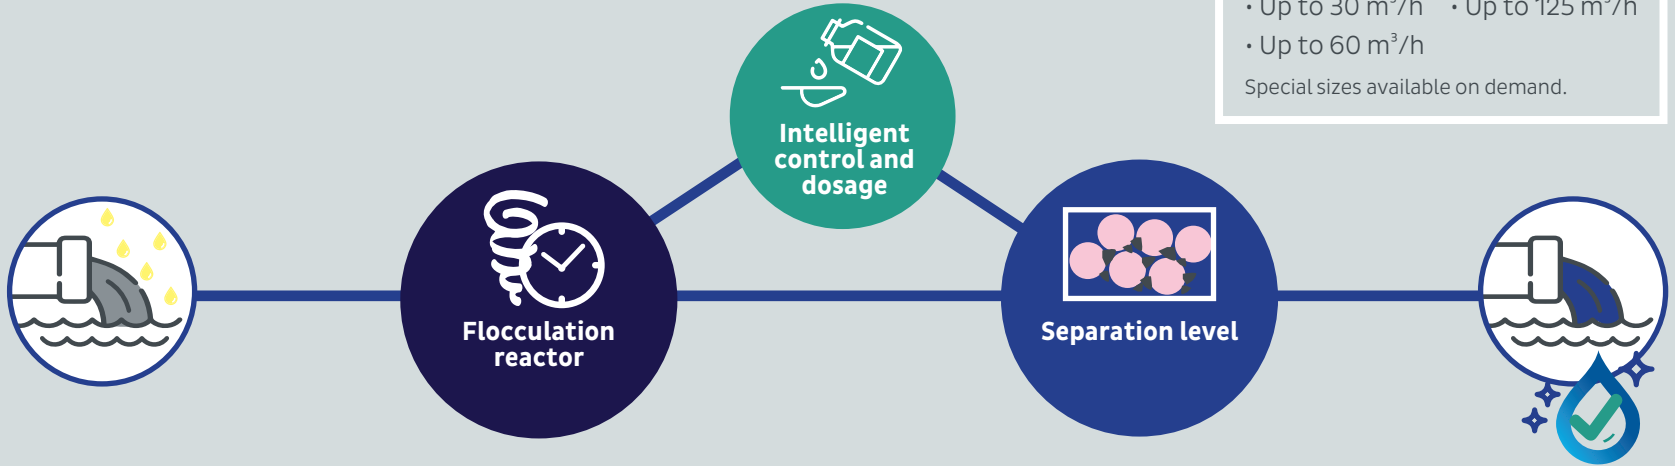 • Up to 30 m³/h • Up to 125 m³/h
• Up to 60 m³/h
Special sizes available on demand.
Intelligent
control and
dosage
Flocculation
reactor
Separation level